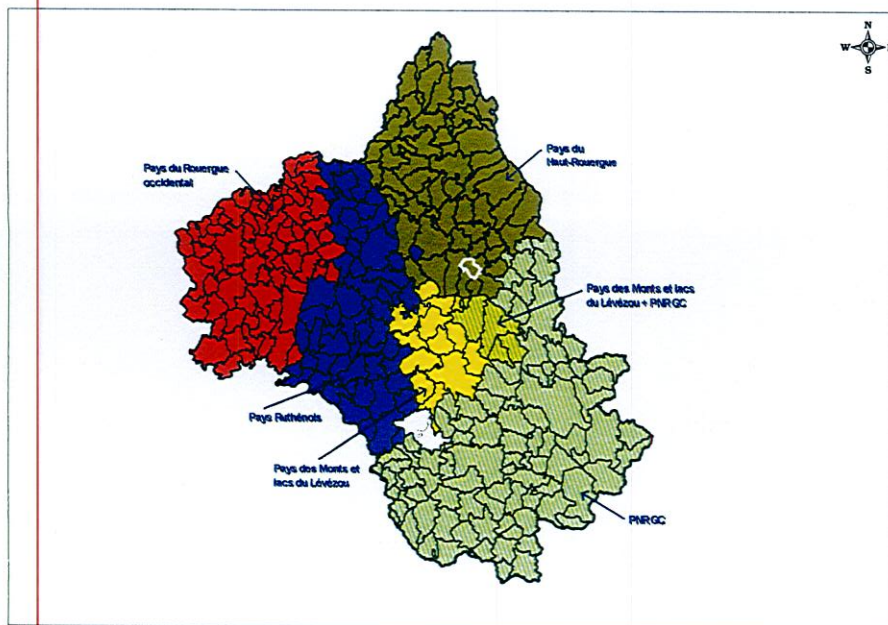 N
W
S
Pays du
Haut-Rouergue
Pays du Rouergue
occidental
Pays des Monts et lacs
du Lévézou + PNRGC
Pays Ruthénois
Pays des Monts et
lacs du Lévézou
PNRGC